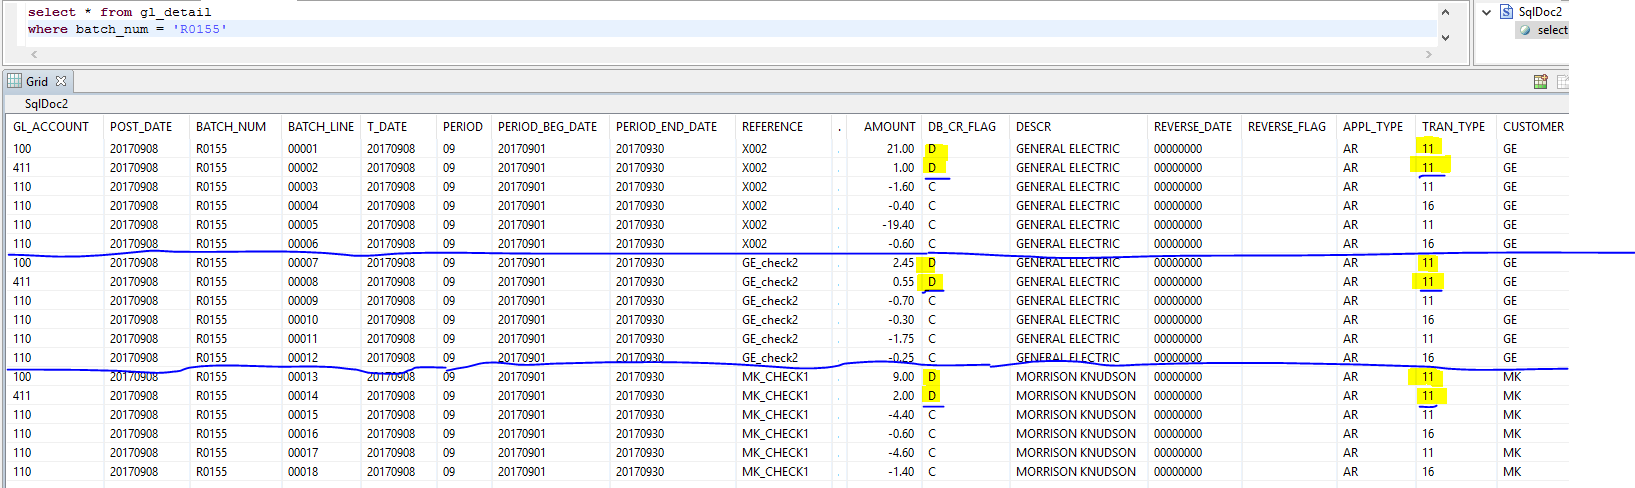 select * from gl_detail
where batch_num = 'R0155'
SqlDoc2
select
Grid
SqlDoc2
GL_ACCOUNT POST_DATE BATCH_NUM BATCH_LINE T_DATE PERIOD PERIOD_BEG_DATE PERIOD_END_DATE REFERENCE . AMOUNT DB_CR_FLAG DESCR REVERSE_DATE REVERSE_FLAG APPL_TYPE TRAN_TYPE CUSTOMER
100 20170908 R0155 00001 20170908 09 20170901 20170930 X002 . 21.00 D GENERAL ELECTRIC 00000000 AR 11 GE
411 20170908 R0155 00002 20170908 09 20170901 20170930 X002 . 1.00 D GENERAL ELECTRIC 00000000 AR 11 GE
110 20170908 R0155 00003 20170908 09 20170901 20170930 X002 . -1.60 C GENERAL ELECTRIC 00000000 AR 11 GE
110 20170908 R0155 00004 20170908 09 20170901 20170930 X002 . -0.40 C GENERAL ELECTRIC 00000000 AR 16 GE
110 20170908 R0155 00005 20170908 09 20170901 20170930 X002 . -19.40 C GENERAL ELECTRIC 00000000 AR 11 GE
110 20170908 R0155 00006 20170908 09 20170901 20170930 X002 . -0.60 C GENERAL ELECTRIC 00000000 AR 16 GE
100 20170908 R0155 00007 20170908 09 20170901 20170930 GE_check2 . 2.45 D GENERAL ELECTRIC 00000000 AR 11 GE
411 20170908 R0155 00008 20170908 09 20170901 20170930 GE_check2 . 0.55 D GENERAL ELECTRIC 00000000 AR 11 GE
110 20170908 R0155 00009 20170908 09 20170901 20170930 GE_check2 . -0.70 C GENERAL ELECTRIC 00000000 AR 11 GE
110 20170908 R0155 00010 20170908 09 20170901 20170930 GE_check2 . -0.30 C GENERAL ELECTRIC 00000000 AR 16 GE
110 20170908 R0155 00011 20170908 09 20170901 20170930 GE_check2 . -1.75 C GENERAL ELECTRIC 00000000 AR 11 GE
110 20170908 R0155 00012 20170908 09 20170901 20170930 GE_check2 . -0.25 C GENERAL ELECTRIC 00000000 AR 16 GE
100 20170908 R0155 00013 20170908 09 20170901 20170930 MK_CHECK1 . 9.00 D MORRISON KNUDSON 00000000 AR 11 MK
411 20170908 R0155 00014 20170908 09 20170901 20170930 MK_CHECK1 . 2.00 D MORRISON KNUDSON 00000000 AR 11 MK
110 20170908 R0155 00015 20170908 09 20170901 20170930 MK_CHECK1 . -4.40 C MORRISON KNUDSON 00000000 AR 11 MK
110 20170908 R0155 00016 20170908 09 20170901 20170930 MK_CHECK1 . -0.60 C MORRISON KNUDSON 00000000 AR 16 MK
110 20170908 R0155 00017 20170908 09 20170901 20170930 MK_CHECK1 . -4.60 C MORRISON KNUDSON 00000000 AR 11 MK
110 20170908 R0155 00018 20170908 09 20170901 20170930 MK_CHECK1 . -1.40 C MORRISON KNUDSON 00000000 AR 16 MK